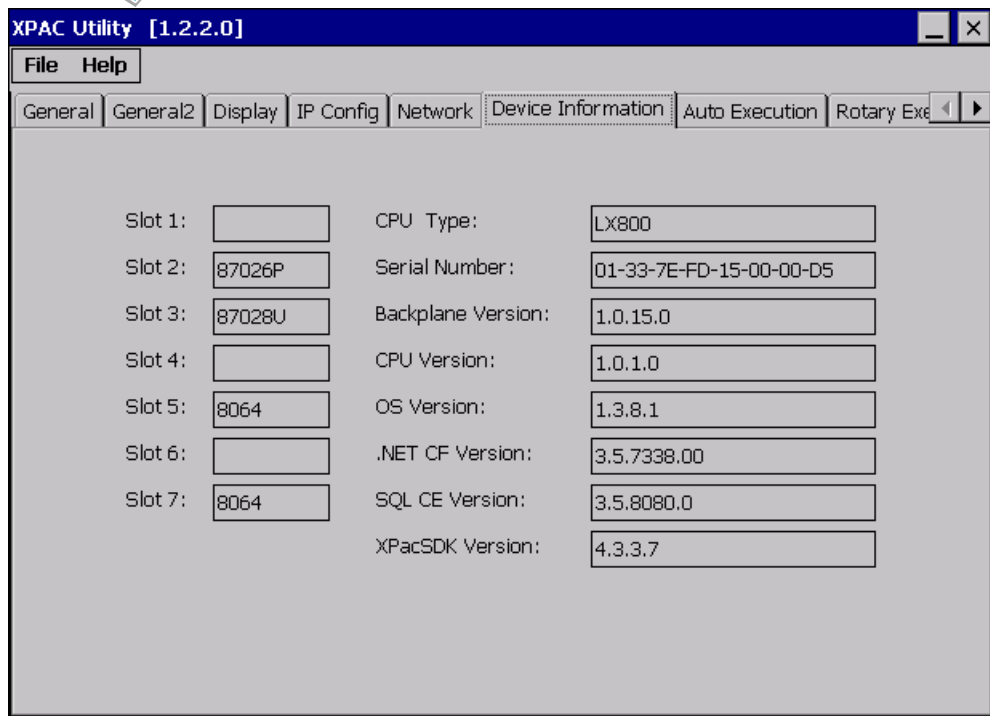 XPAC Utility [1.2.2.0]
File Help
General General2 Display IP Config Network Device Information Auto Execution Rotary Exe
Slot 1: CPU Type: LX800
Slot 2: 87026P Serial Number: 01-33-7E-FD-15-00-00-D5
Slot 3: 87028U Backplane Version: 1.0.15.0
Slot 4: CPU Version: 1.0.1.0
Slot 5: 8064 OS Version: 1.3.8.1
Slot 6: .NET CF Version: 3.5.7338.00
Slot 7: 8064 SQL CE Version: 3.5.8080.0
XPacSDK Version: 4.3.3.7